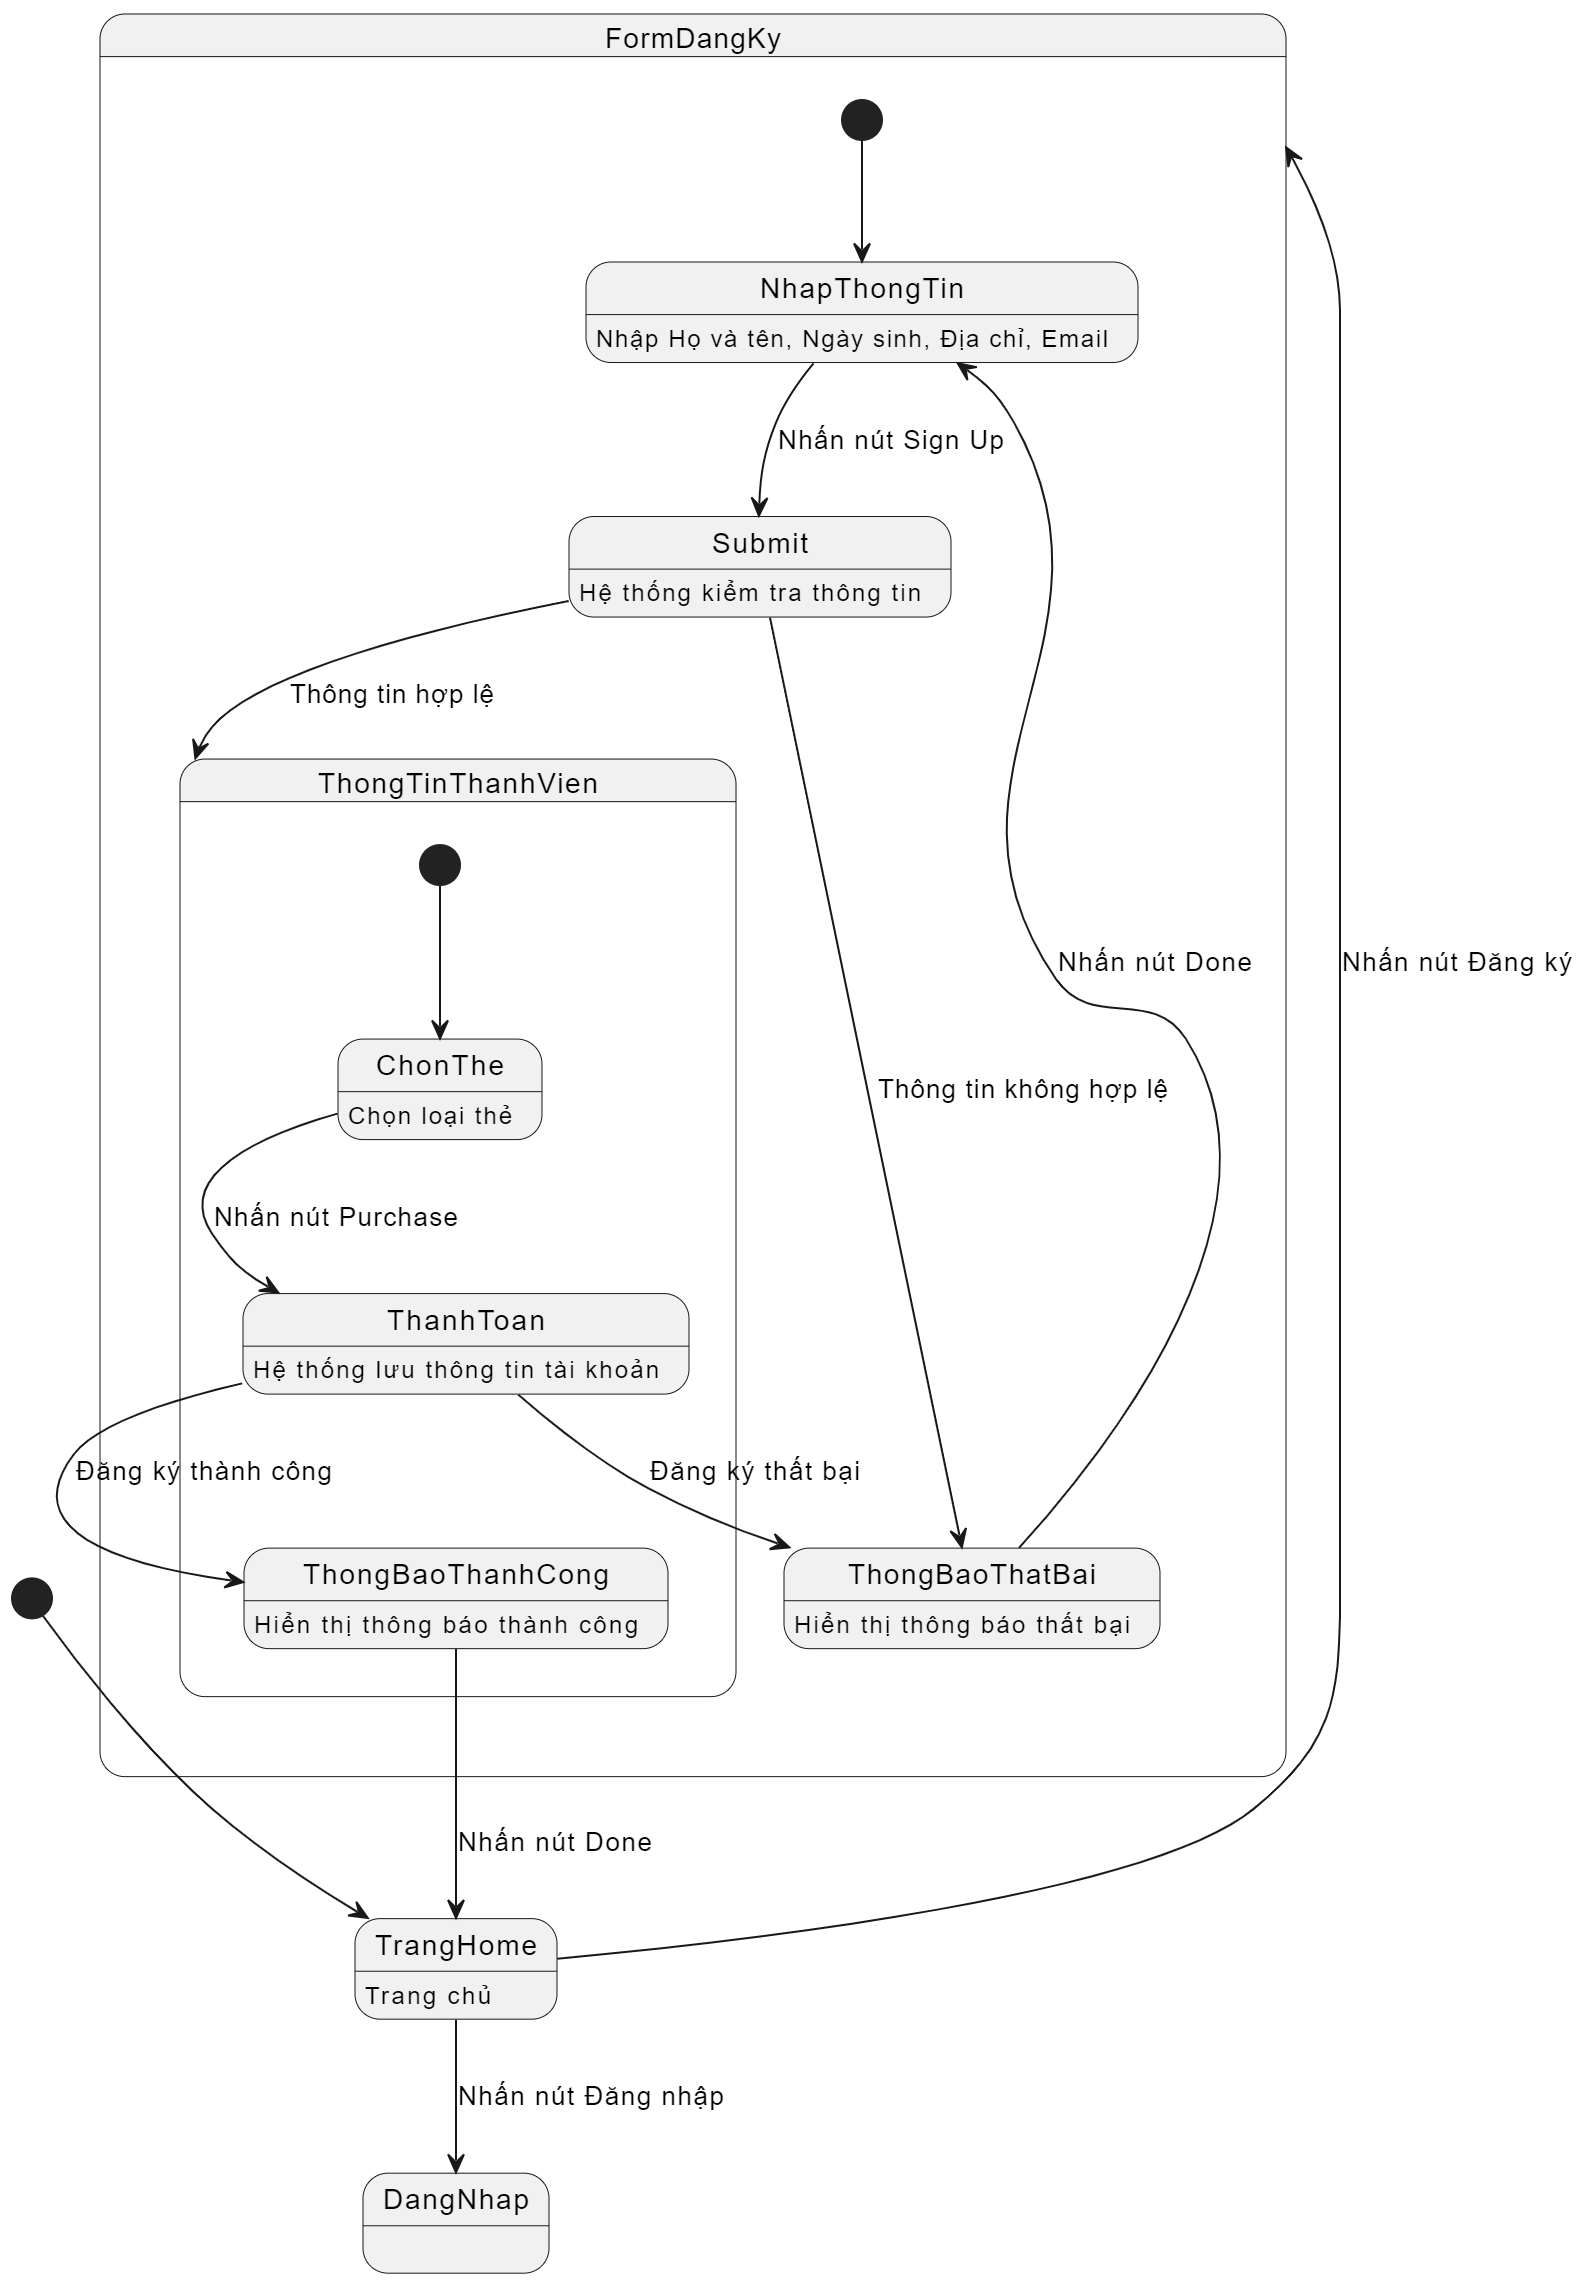 FormDangKy
NhapThongTin
Nhập Họ và tên, Ngày sinh, Địa chỉ, Email
Nhấn nút Sign Up
Submit
Hệ thống kiểm tra thông tin
Thông tin hợp lệ
ThongTinThanhVien
Nhấn nút Done
Nhấn nút Đăng ký
ChonThe
Chọn loại thẻ
Thông tin không hợp lệ
Nhấn nút Purchase
ThanhToan
Hệ thống lưu thông tin tài khoản
Đăng ký thành công
Đăng ký thất bại
ThongBaoThanhCong
Hiển thị thông báo thành công
ThongBaoThatBai
Hiển thị thông báo thất bại
Nhấn nút Done
TrangHome
Trang chủ
Nhấn nút Đăng nhập
DangNhap